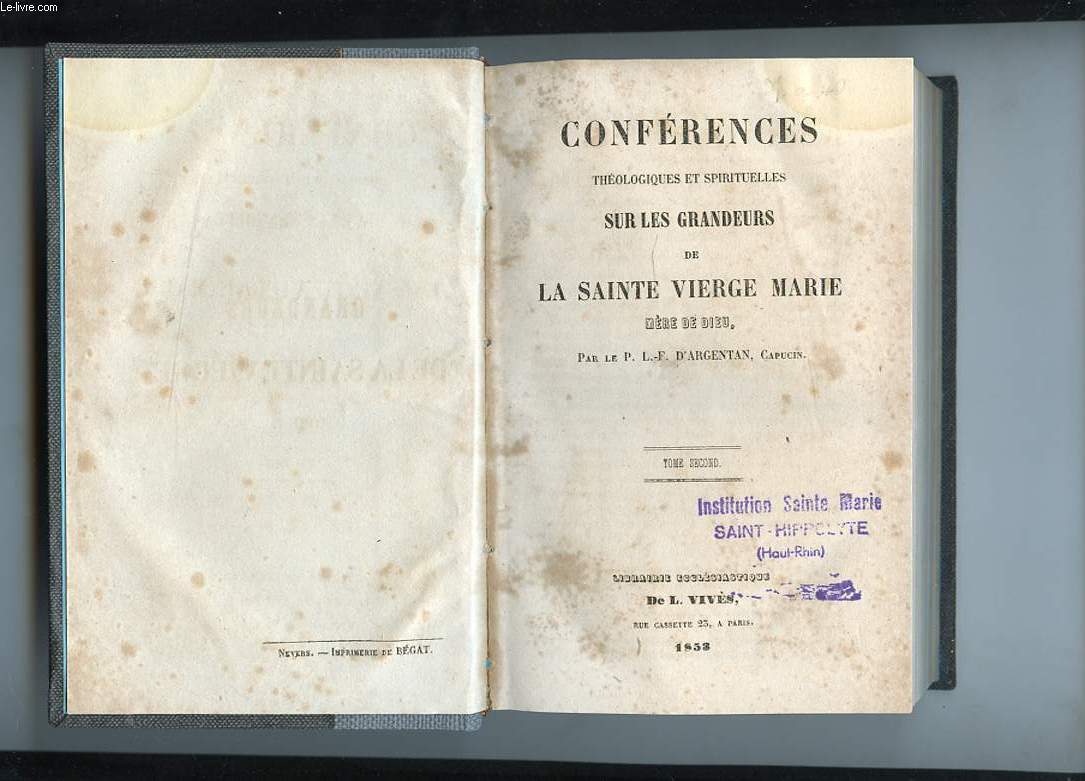 Le-livre.com
Nevers. — Imprimerie de BÉGAT.
CONFÉRENCES
THÉOLOGIQUES ET SPIRITUELLES
SUR LES GRANDEURS
DE
LA SAINTE VIERGE MARIE
MÈRE DE DIEU,
Par le P. L.-F. D'ARGENTAN, Capucin.
TOME SECOND.
Institution Sainte Marie
SAINT-HIPPOLYTE
(Haut-Rhin)
LIBRAIRIE ECCLÉSIASTIQUE
De L. VIVÈS,
RUE CASSETTE 23, A PARIS.
1853